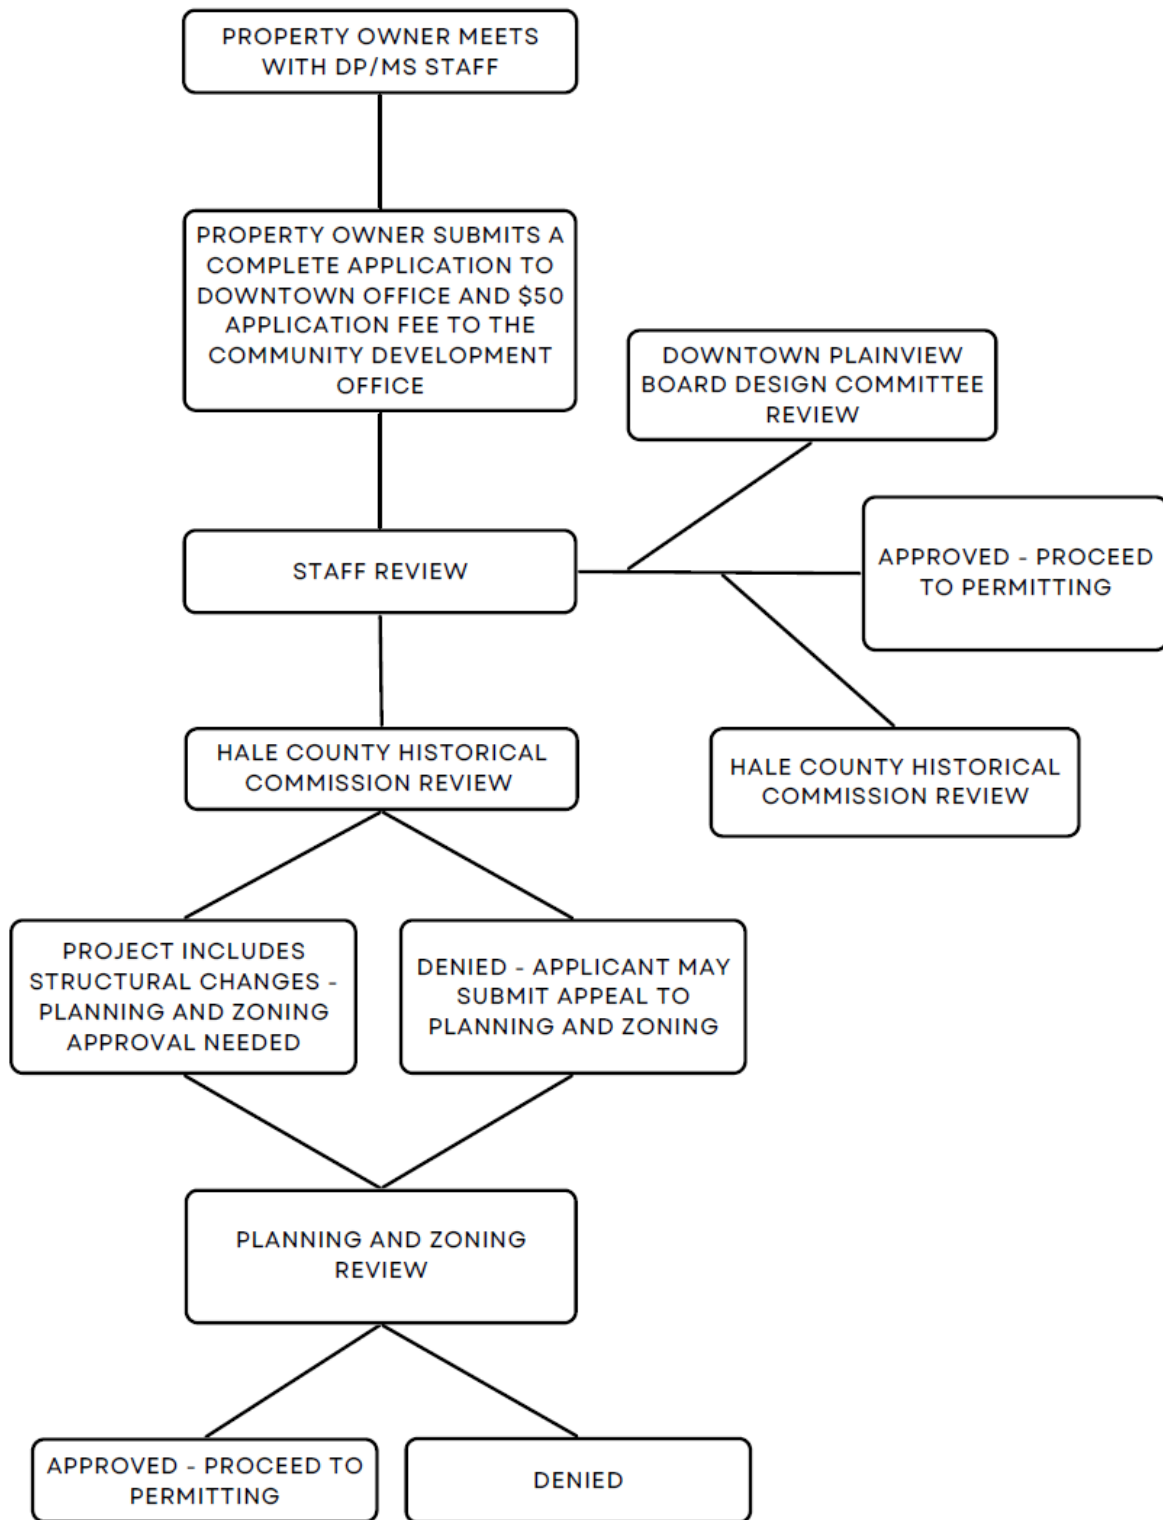 PROPERTY OWNER MEETS
WITH DP/MS STAFF
PROPERTY OWNER SUBMITS A
COMPLETE APPLICATION TO
DOWNTOWN OFFICE AND $50
APPLICATION FEE TO THE
COMMUNITY DEVELOPMENT
OFFICE
DOWNTOWN PLAINVIEW
BOARD DESIGN COMMITTEE
REVIEW
STAFF REVIEW
APPROVED - PROCEED
TO PERMITTING
HALE COUNTY HISTORICAL
COMMISSION REVIEW
HALE COUNTY HISTORICAL
COMMISSION REVIEW
PROJECT INCLUDES
STRUCTURAL CHANGES -
PLANNING AND ZONING
APPROVAL NEEDED
DENIED - APPLICANT MAY
SUBMIT APPEAL TO
PLANNING AND ZONING
PLANNING AND ZONING
REVIEW
APPROVED - PROCEED TO
PERMITTING
DENIED